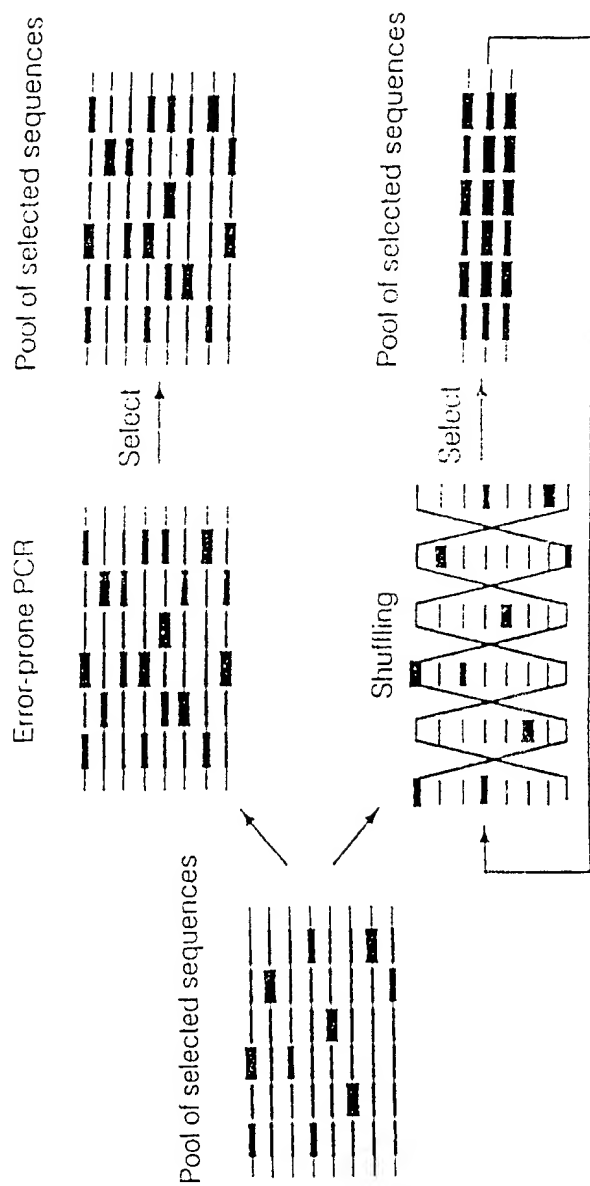 Pool of selected sequences
Error-prone PCR
Select
Pool of selected sequences
Shuffling
Select
Pool of selected sequences